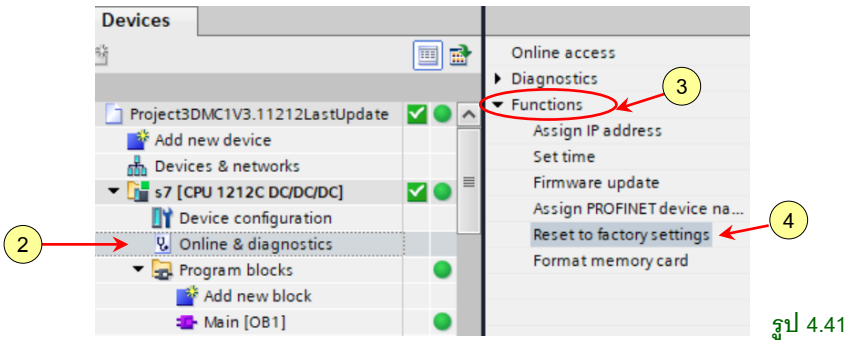 Devices
Project3DMC1V3.11212LastUpdate
Add new device
Devices & networks
s7 [CPU 1212C DC/DC/DC]
Device configuration
2
Online & diagnostics
Program blocks
Add new block
Main [OB1]
Online access
Diagnostics
3
Functions
Assign IP address
Set time
Firmware update
Assign PROFINET device na...
4
Reset to factory settings
Format memory card
รูป 4.41